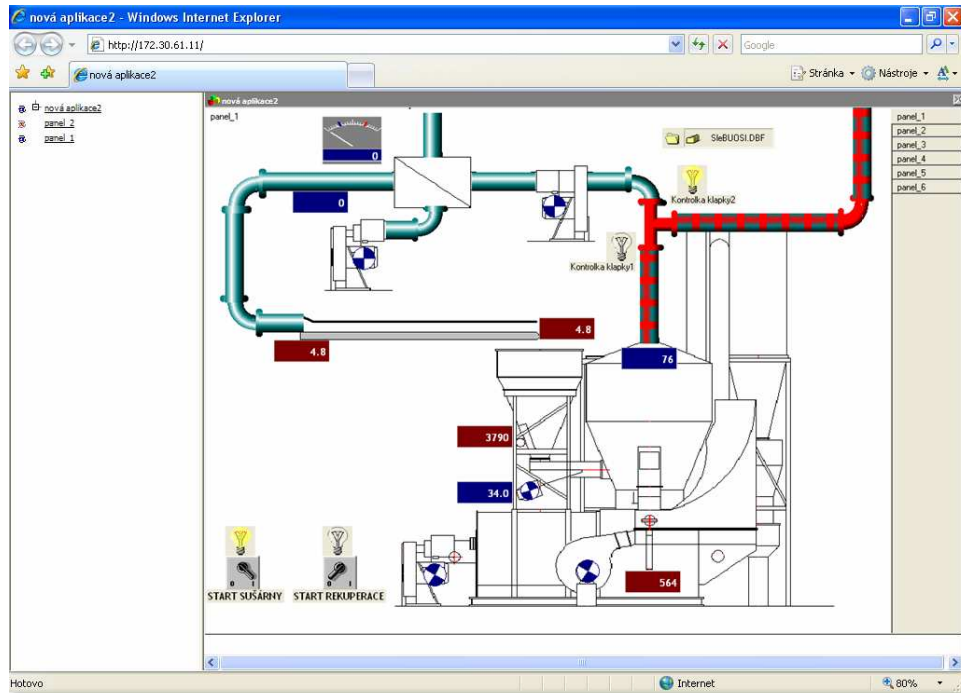 nová aplikace2 - Windows Internet Explorer
http://172.30.61.11/
Google
nová aplikace2
Stránka
Nástroje
nová aplikace2
panel_2
panel_1
nová aplikace2
panel_1
0
0
SleBUOSI.DBF
Kontrolka klapky2
Kontrolka klapky1
4.8
4.8
76
3790
34.0
564
0 I
0 I
START SUŠÁRNY
START REKUPERACE
panel_1
panel_2
panel_3
panel_4
panel_5
panel_6
Hotovo
Internet
80%